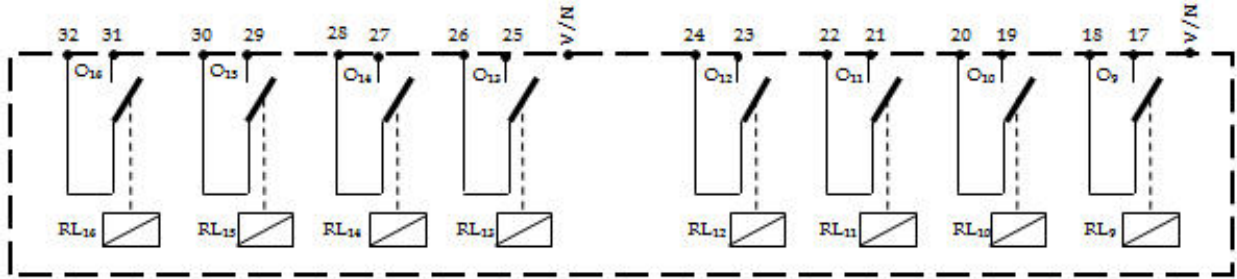 32 31 30 29 28 27 26 25 V/N 24 23 22 21 20 19 18 17 V/N
O₁₆ O₁₅ O₁₄ O₁₃ O₁₂ O₁₁ O₁₀ O₉
RL₁₆ RL₁₅ RL₁₄ RL₁₃ RL₁₂ RL₁₁ RL₁₀ RL₉